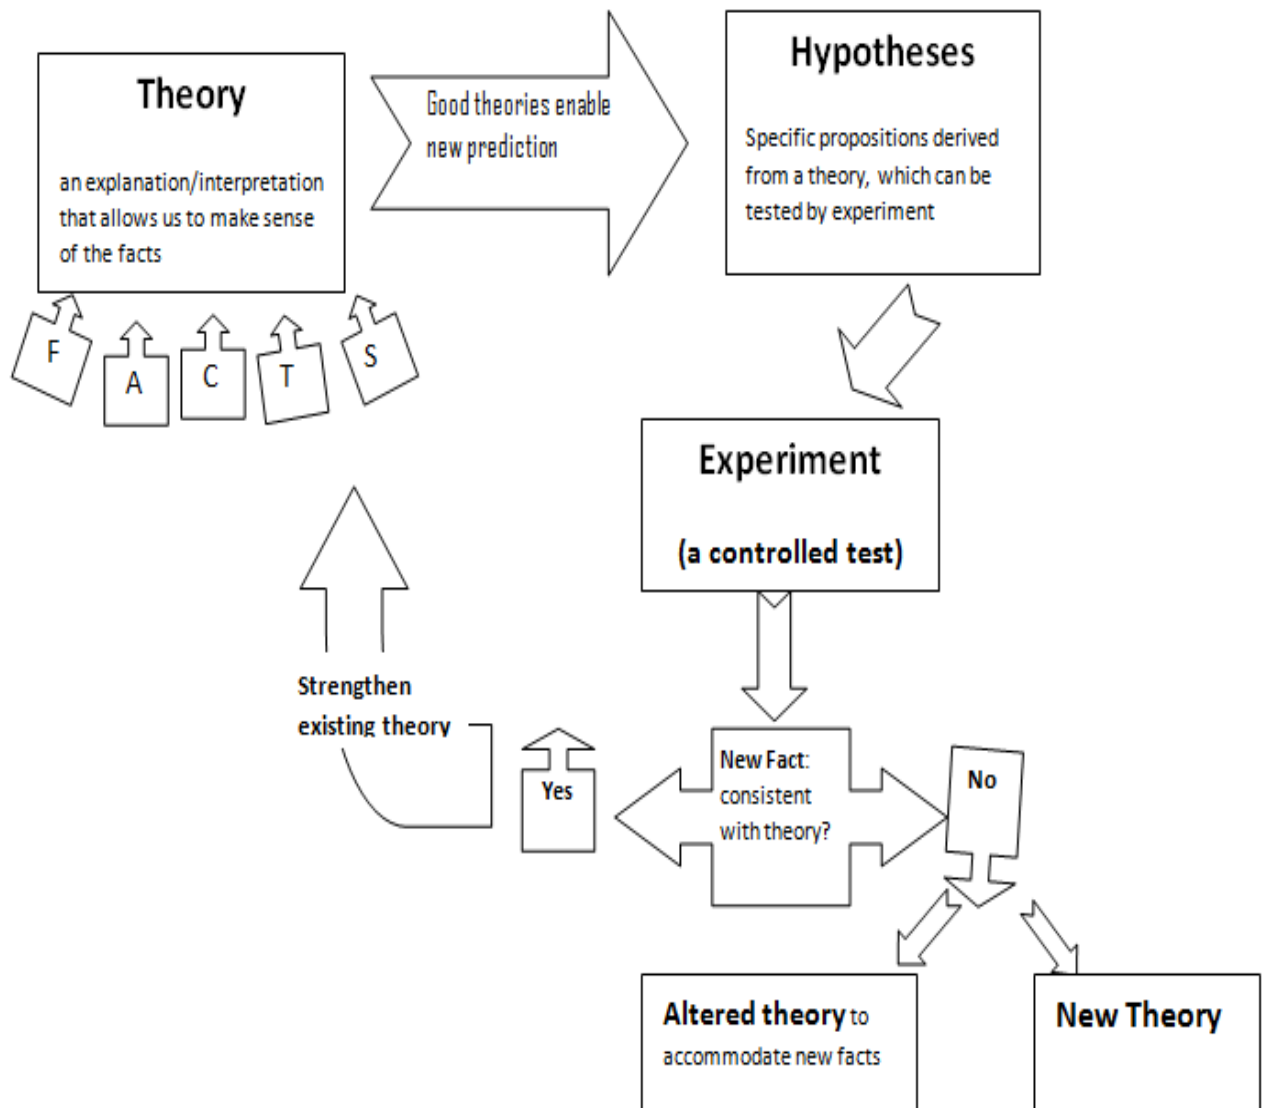 Theory
an explanation/interpretation
that allows us to make sense
of the facts
F
A
C
T
S
Good theories enable
new prediction
Hypotheses
Specific propositions derived
from a theory, which can be
tested by experiment
Experiment
(a controlled test)
New Fact:
consistent
with theory?
Yes
Strengthen
existing theory
No
Altered theory to
accommodate new facts
New Theory